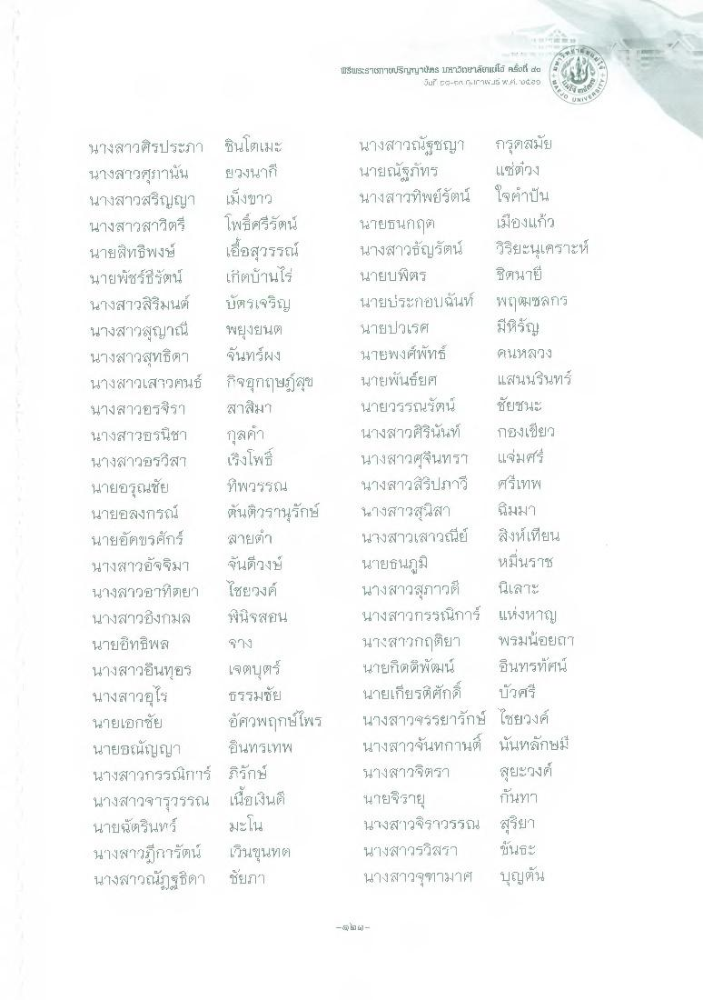 พิธีพระราชทานปริญญาบัตร มหาวิทยาลัยแม่โจ้ ครั้งที่ ๔๐
กุมภาพันธ์ พ.ศ. ๒๕๖๑
MAEJO UNIVERSITY
นางสาวศิรประภา ชินโตเมะ
นางสาวศุภานัน ยวงนากี
นางสาวสริญญา เม็งขาว
นางสาวสาวิตรี โพธิ์ศรีรัตน์
นายสิทธิพงษ์ เอื้อสุวรรณ์
นายพัชร์ธีรัตน์ เกิดบ้านไร่
นางสาวสิริมนต์ บัตรเจริญ
นางสาวสุญาณี พยุงยนต
นางสาวสุทธิดา จันทร์ผง
นางสาวเสาวคนธ์ กิจอุกฤษฎ์สุข
นางสาวอรจิรา สาสิมา
นางสาวอรนิชา กุลคำ
นางสาวอรวิสา เริงโพธิ์
นายอรุณชัย ทิพวรรณ
นายอลงกรณ์ ตันติวรานุรักษ์
นายอัคขรศักร์ สายดำ
นางสาวอัจจิมา จันดีวงษ์
นางสาวอาทิตยา ไชยวงค์
นางสาวอิงกมล พินิจสอน
นายอิทธิพล จาง
นางสาวอินทุอร เจตบุตร์
นางสาวอุไร ธรรมชัย
นายเอกชัย อัศวพฤกษ์ไพร
นายอณัญญา อินทรเทพ
นางสาวกรรณิการ์ ภิรักษ์
นางสาวจารุวรรณ เนื้อเงินดี
นายฉัตรินทร์ มะโน
นางสาวฎีการัตน์ เวินขุนทด
นางสาวณัฏฐธิดา ชัยภา
นางสาวณัฐชญา กรุดสมัย
นายณัฐภัทร แซ่ต๋วง
นางสาวทิพย์รัตน์ ใจคำปัน
นายธนกฤต เมืองแก้ว
นางสาวธัญรัตน์ วิริยะนุเคราะห์
นายบพิตร ชิดนายี
นายประกอบฉันท์ พฤฒชลกร
นายปวเรศ มีหิรัญ
นายพงศ์พัทธ์ คนหลวง
นายพันธ์ยศ แสนนรินทร์
นายวรรณรัตน์ ชัยชนะ
นางสาวศิรินันท์ กองเขียว
นางสาวศุจินทรา แจ่มศรี
นางสาวสิริปภาวี ศรีเทพ
นางสาวสุนิสา ฉิมมา
นางสาวเสาวณีย์ สิงห์เทียน
นายธนภูมิ หมื่นราช
นางสาวสุภาวดี นิเลาะ
นางสาวกรรณิการ์ แห่งหาญ
นางสาวกฤติยา พรมน้อยถา
นายกิตติพัฒน์ อินทรทัศน์
นายเกียรติศักดิ์ บัวศรี
นางสาวจรรยารักษ์ ไชยวงค์
นางสาวจันทกานติ์ นันทลักษมี
นางสาวจิตรา สุยะวงค์
นายจิรายุ กันทา
นางสาวจิราวรรณ สุริยา
นางสาวรวิสรา ขันธะ
นางสาวจุฑามาศ บุญตัน
-๑๒๑-